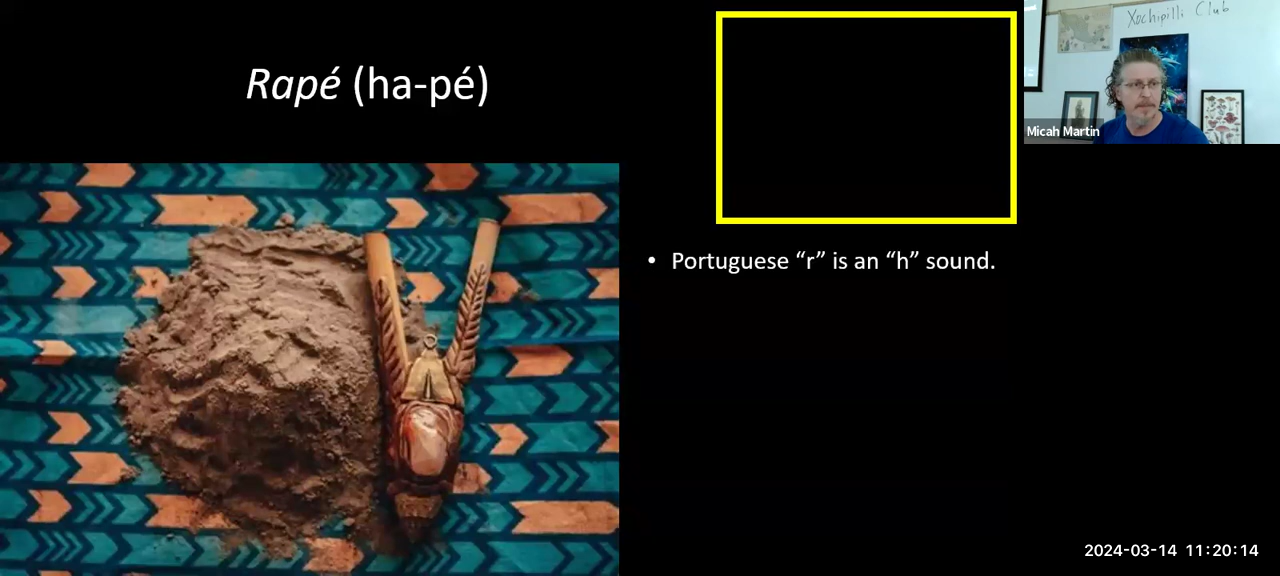 Rapé (ha-pé)
Xochipilli Club
Micah Martin
• Portuguese “r” is an “h” sound.
2024-03-14 11:20:14